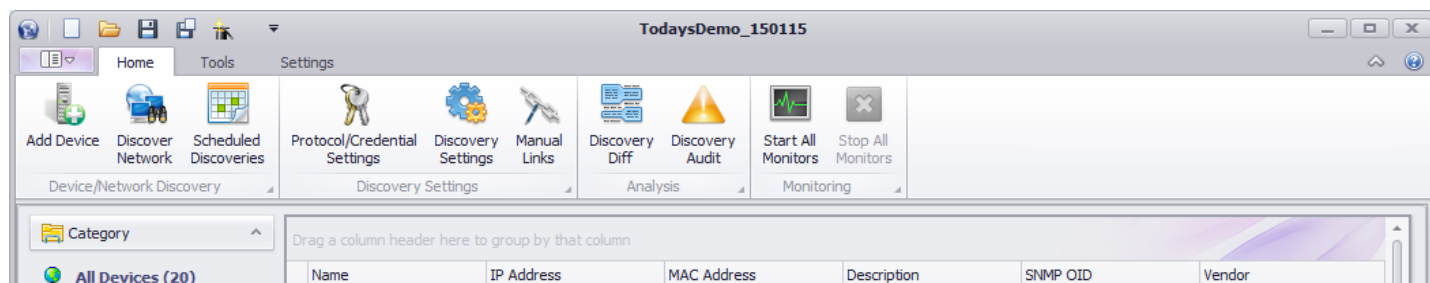 TodaysDemo_150115
Home Tools Settings
Add Device Discover Network Scheduled Discoveries Protocol/Credential Settings Discovery Settings Manual Links Discovery Diff Discovery Audit Start All Monitors Stop All Monitors
Device/Network Discovery Discovery Settings Analysis Monitoring
Category
Drag a column header here to group by that column
All Devices (20)
Name IP Address MAC Address Description SNMP OID Vendor